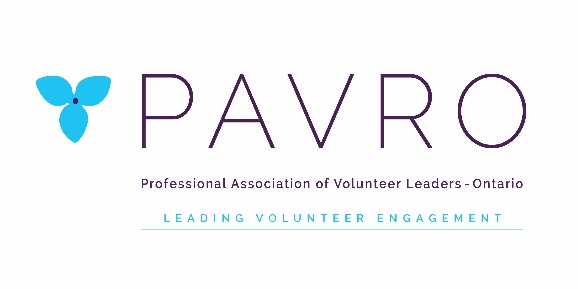 PAVRO
Professional Association of Volunteer Leaders - Ontario
LEADING VOLUNTEER ENGAGEMENT